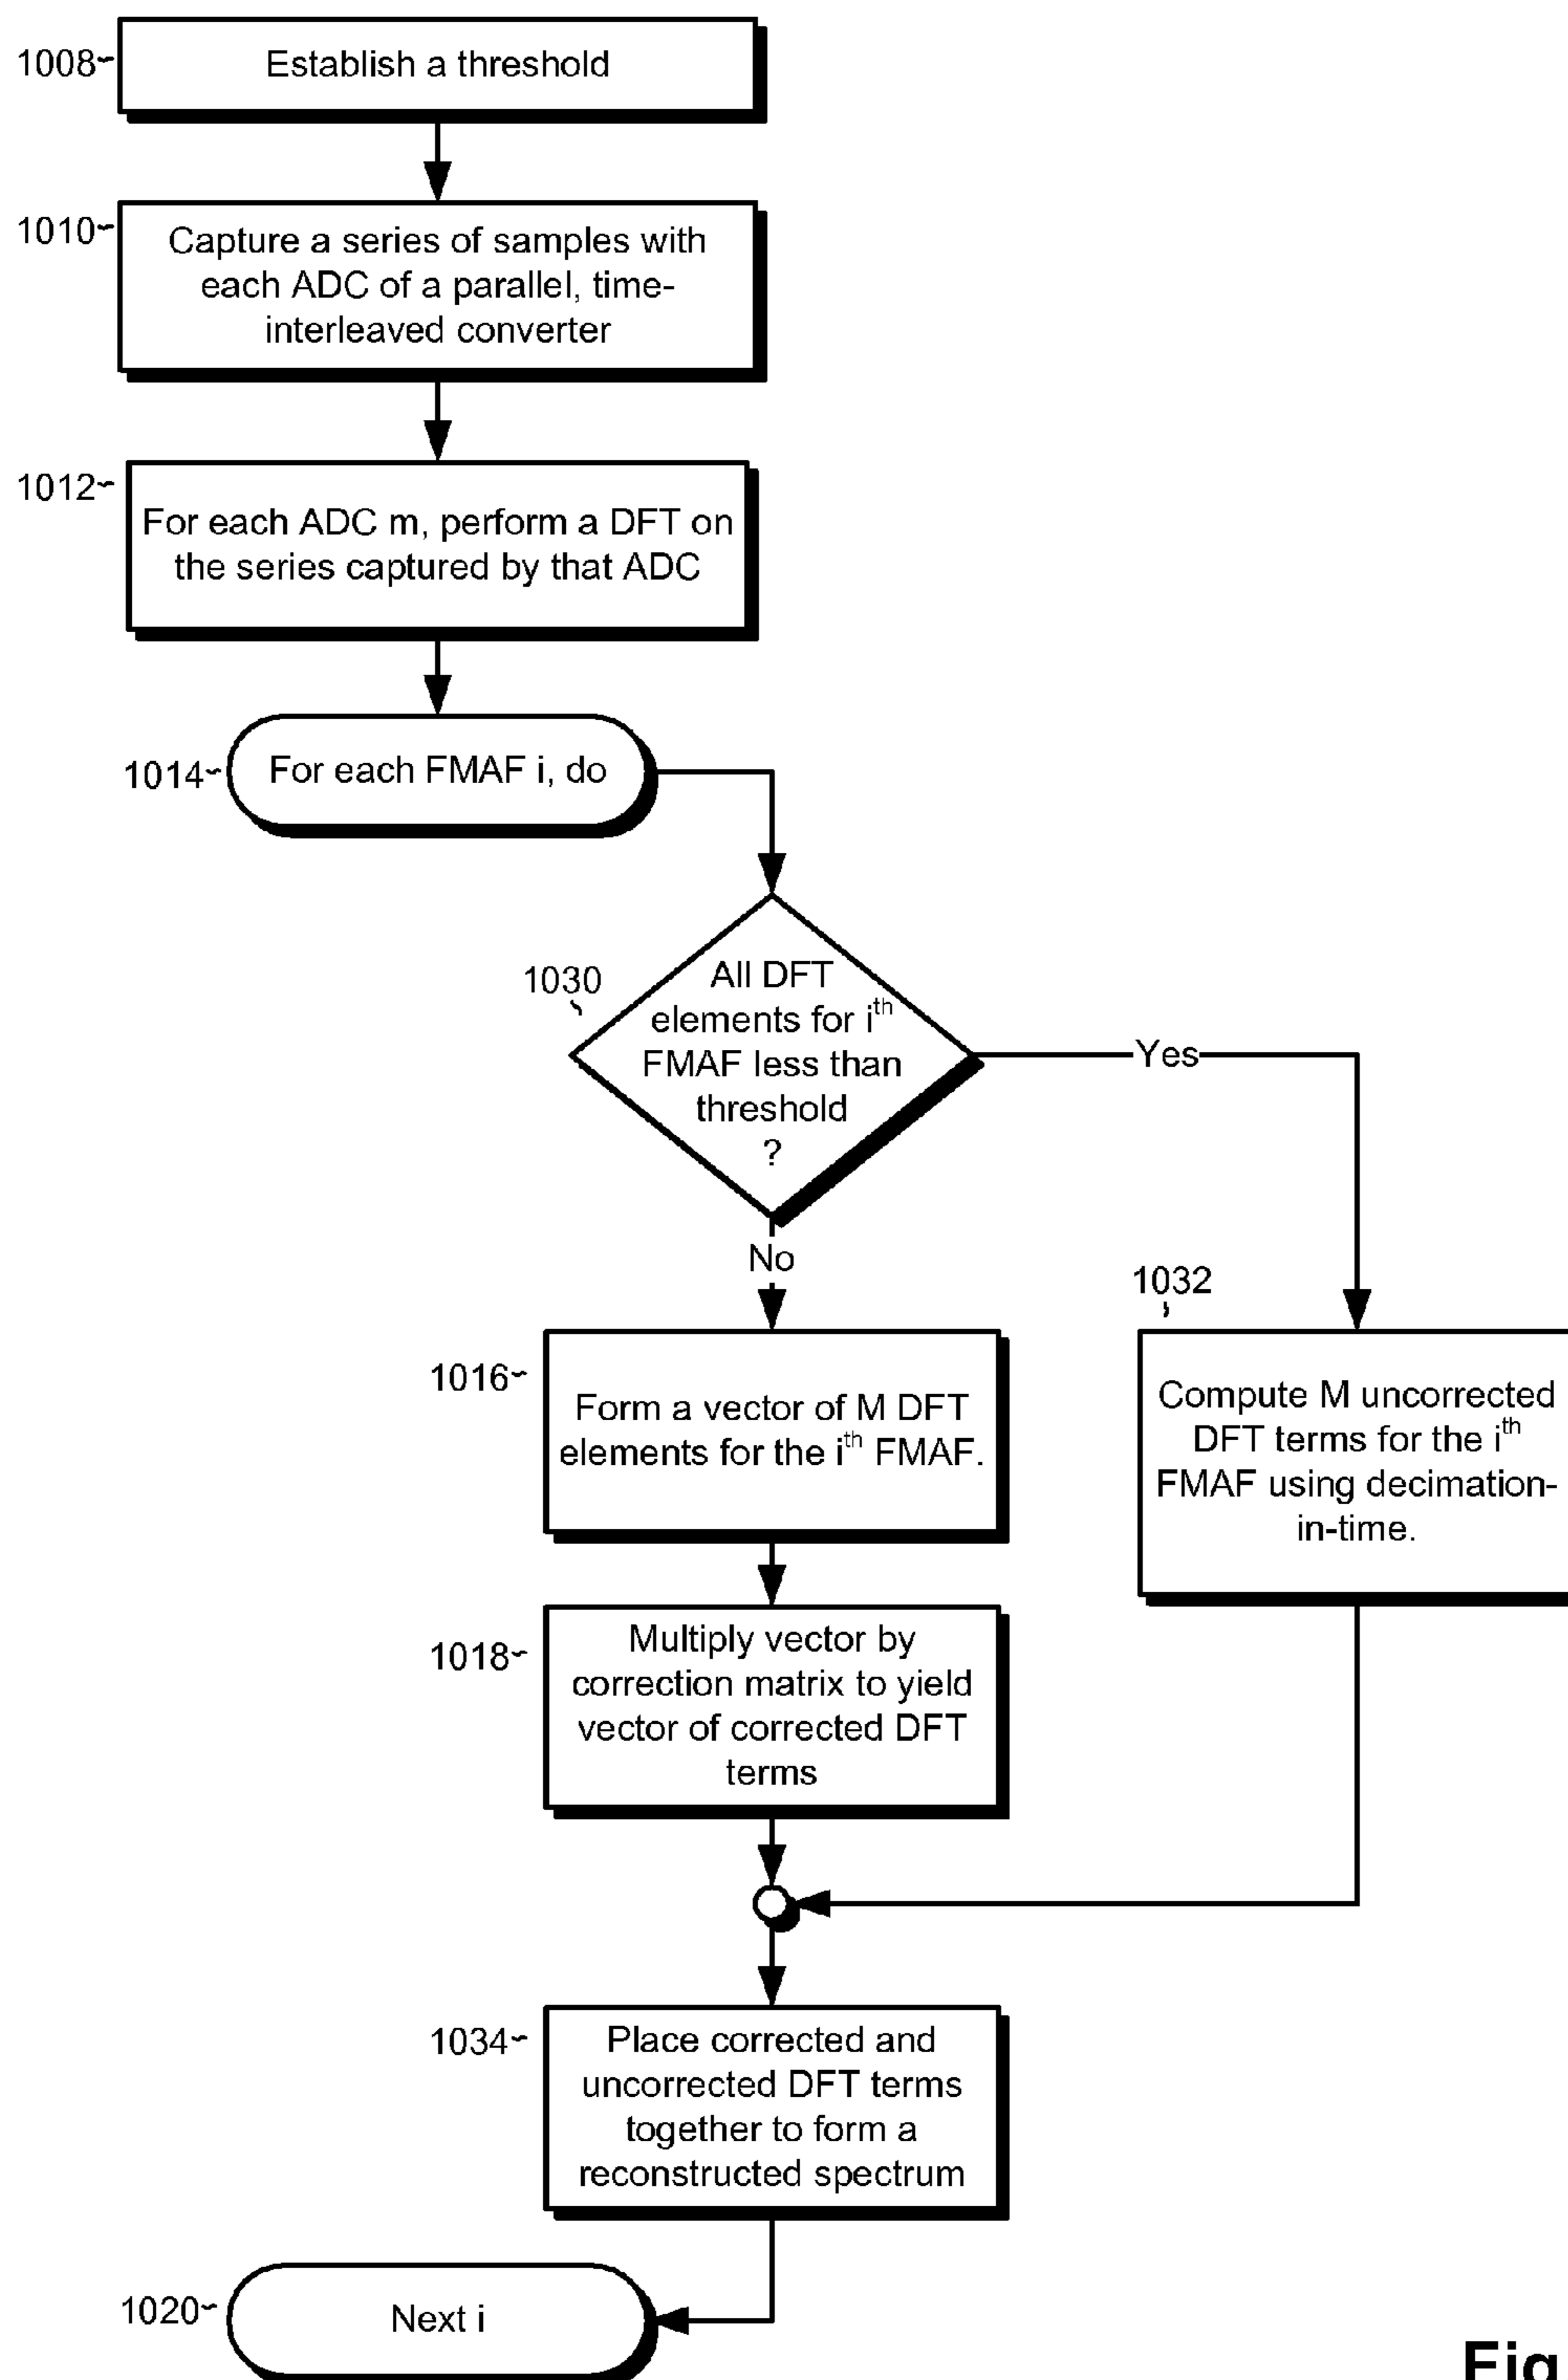 1008
Establish a threshold
1010
Capture a series of samples with
each ADC of a parallel, time-
interleaved converter
1012
For each ADC m, perform a DFT on
the series captured by that ADC
1014
For each FMAF i, do
1030
All DFT
elements for ith
FMAF less than
threshold
?
Yes
No
1032
1016
Form a vector of M DFT
elements for the ith FMAF.
Compute M uncorrected
DFT terms for the ith
FMAF using decimation-
in-time.
1018
Multiply vector by
correction matrix to yield
vector of corrected DFT
terms
1034
Place corrected and
uncorrected DFT terms
together to form a
reconstructed spectrum
1020
Next i
Fig